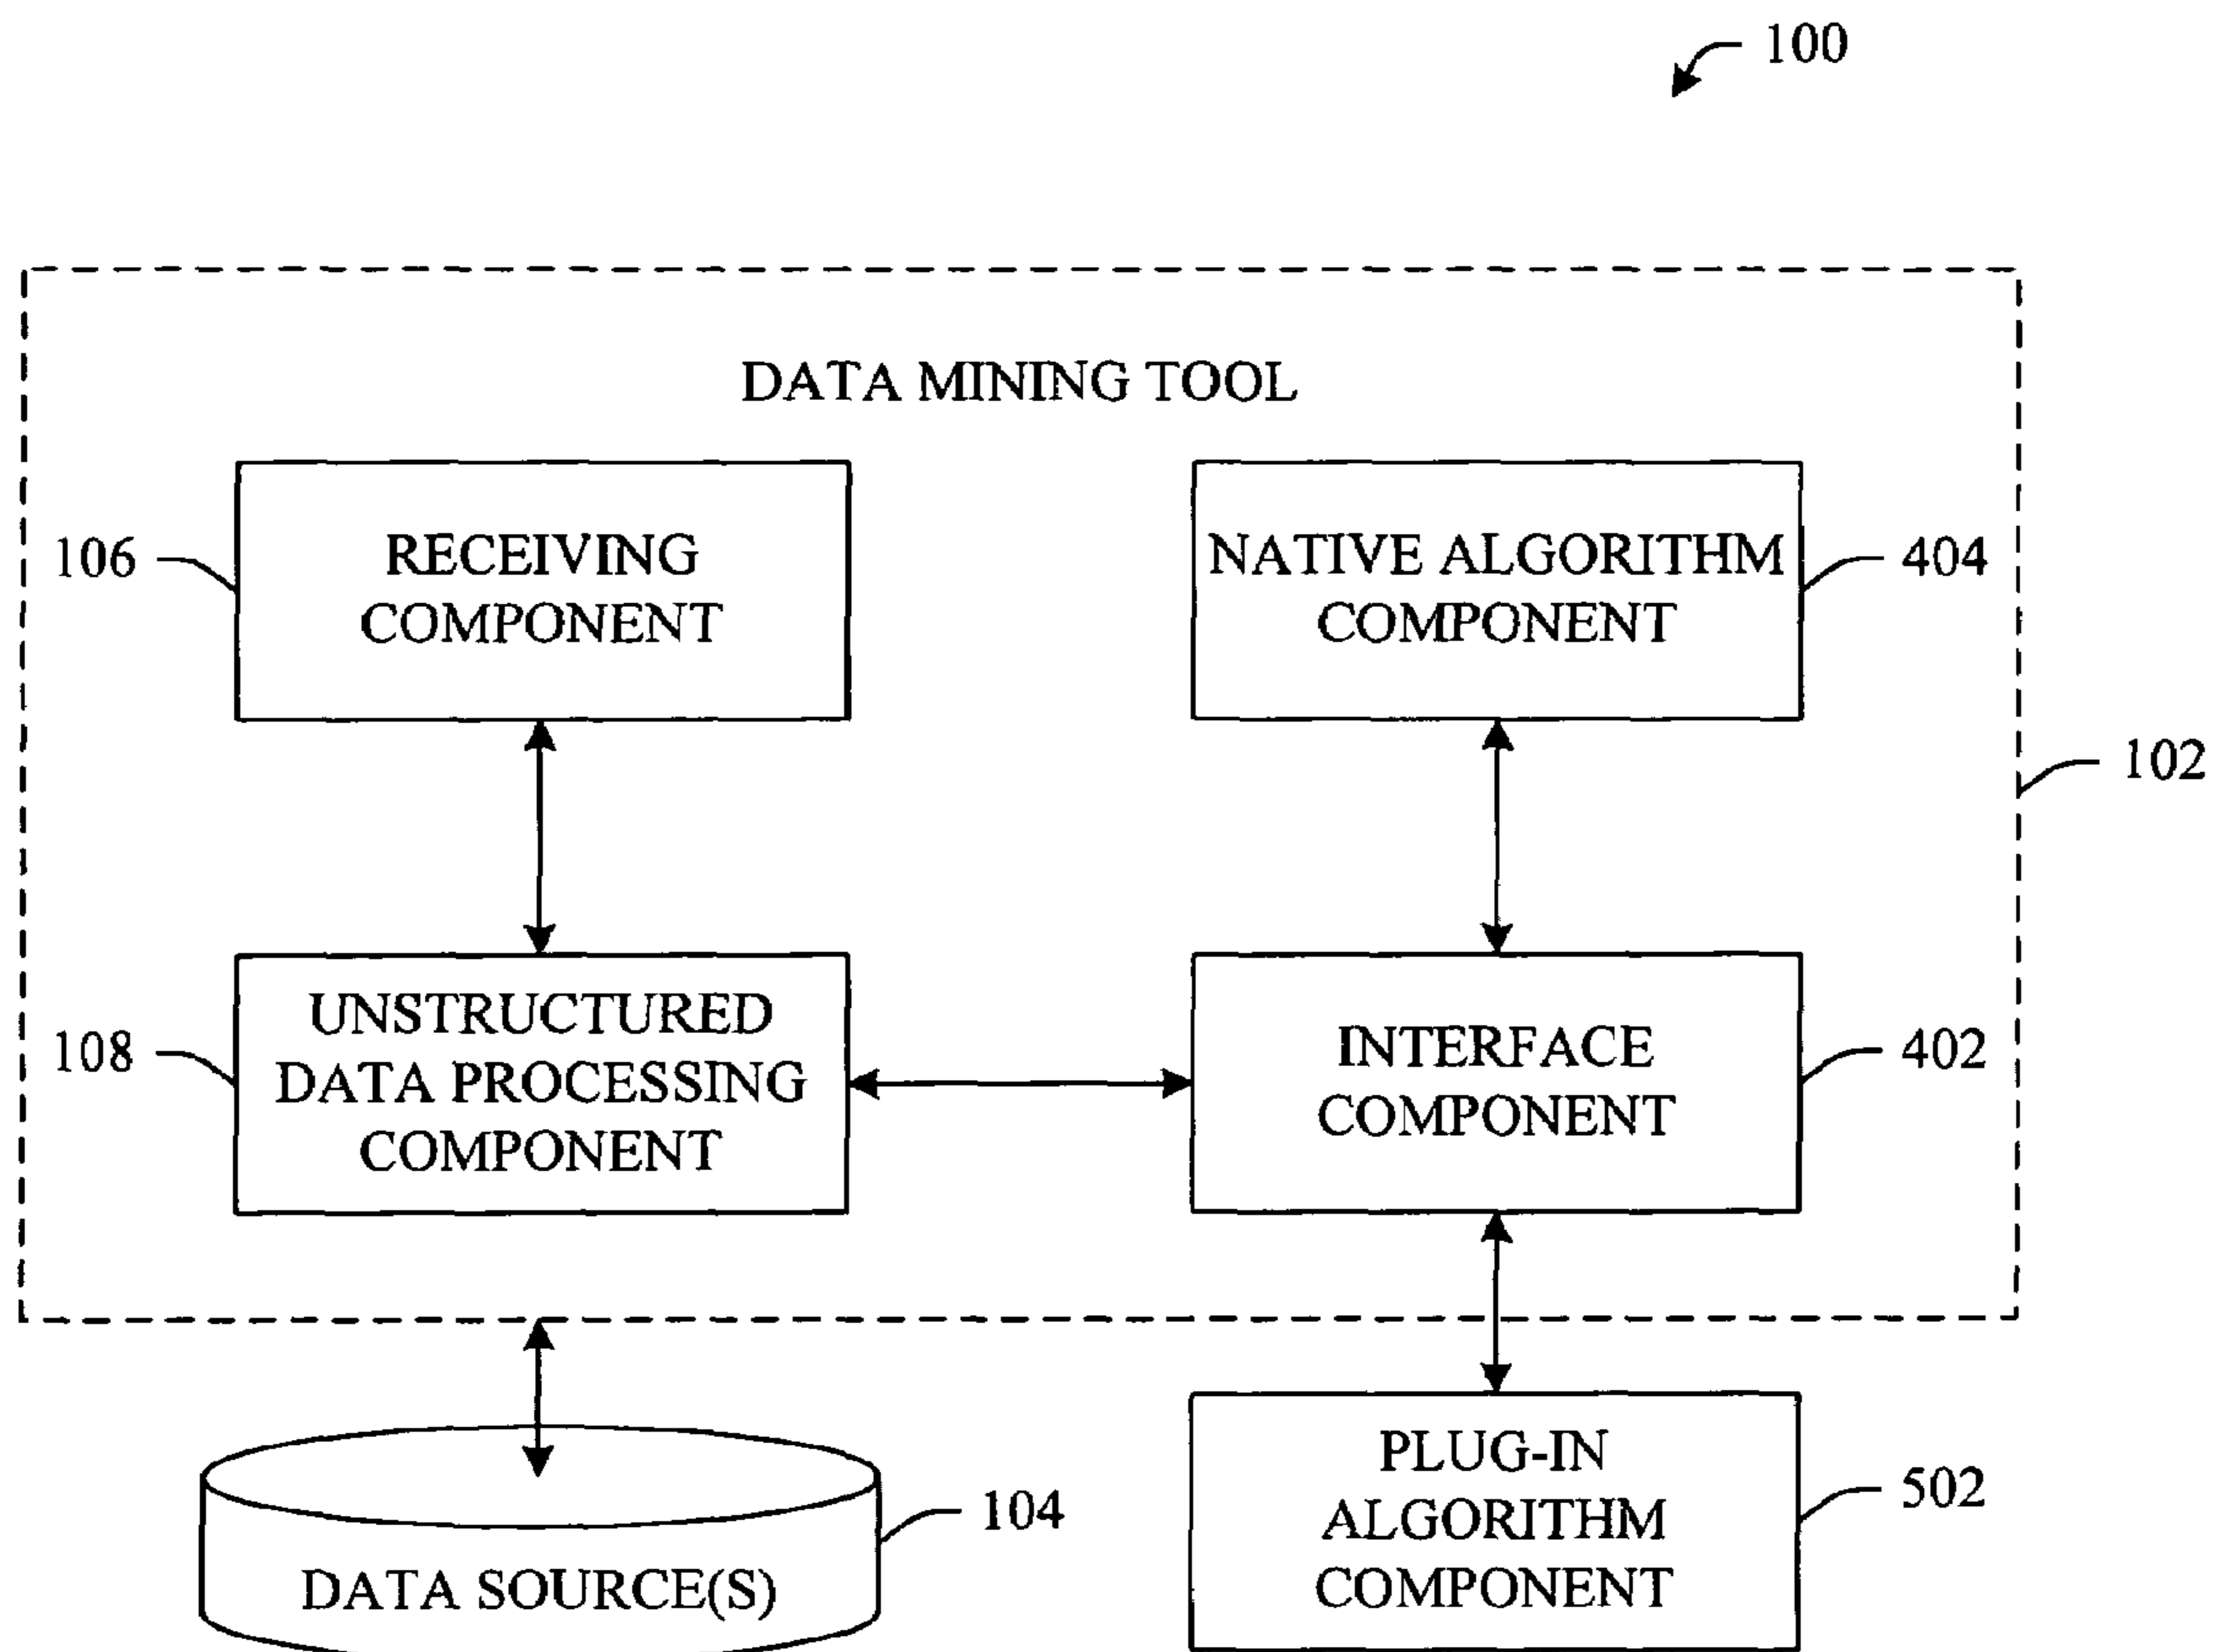 100
DATA MINING TOOL
106
RECEIVING
COMPONENT
NATIVE ALGORITHM
COMPONENT
404
102
108
UNSTRUCTURED
DATA PROCESSING
COMPONENT
INTERFACE
COMPONENT
402
DATA SOURCE(S)
104
PLUG-IN
ALGORITHM
COMPONENT
502